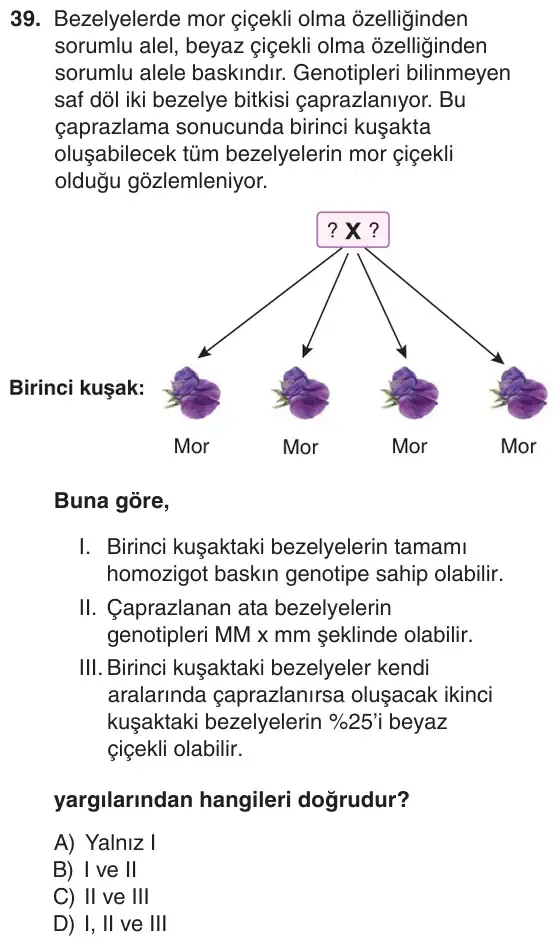 39. Bezelyelerde mor çiçekli olma özelliğinden
sorumlu alel, beyaz çiçekli olma özelliğinden
sorumlu alele baskındır. Genotipleri bilinmeyen
saf döl iki bezelye bitkisi çaprazlanıyor. Bu
çaprazlama sonucunda birinci kuşakta
oluşabilecek tüm bezelyelerin mor çiçekli
olduğu gözlemleniyor.
? X ?
Birinci kuşak:
Mor Mor Mor Mor
Buna göre,
I. Birinci kuşaktaki bezelyelerin tamamı
homozigot baskın genotipe sahip olabilir.
II. Çaprazlanan ata bezelyelerin
genotipleri MM x mm şeklinde olabilir.
III. Birinci kuşaktaki bezelyeler kendi
aralarında çaprazlanırsa oluşacak ikinci
kuşaktaki bezelyelerin %25'i beyaz
çiçekli olabilir.
yargılarından hangileri doğrudur?
A) Yalnız I
B) I ve II
C) II ve III
D) I, II ve III